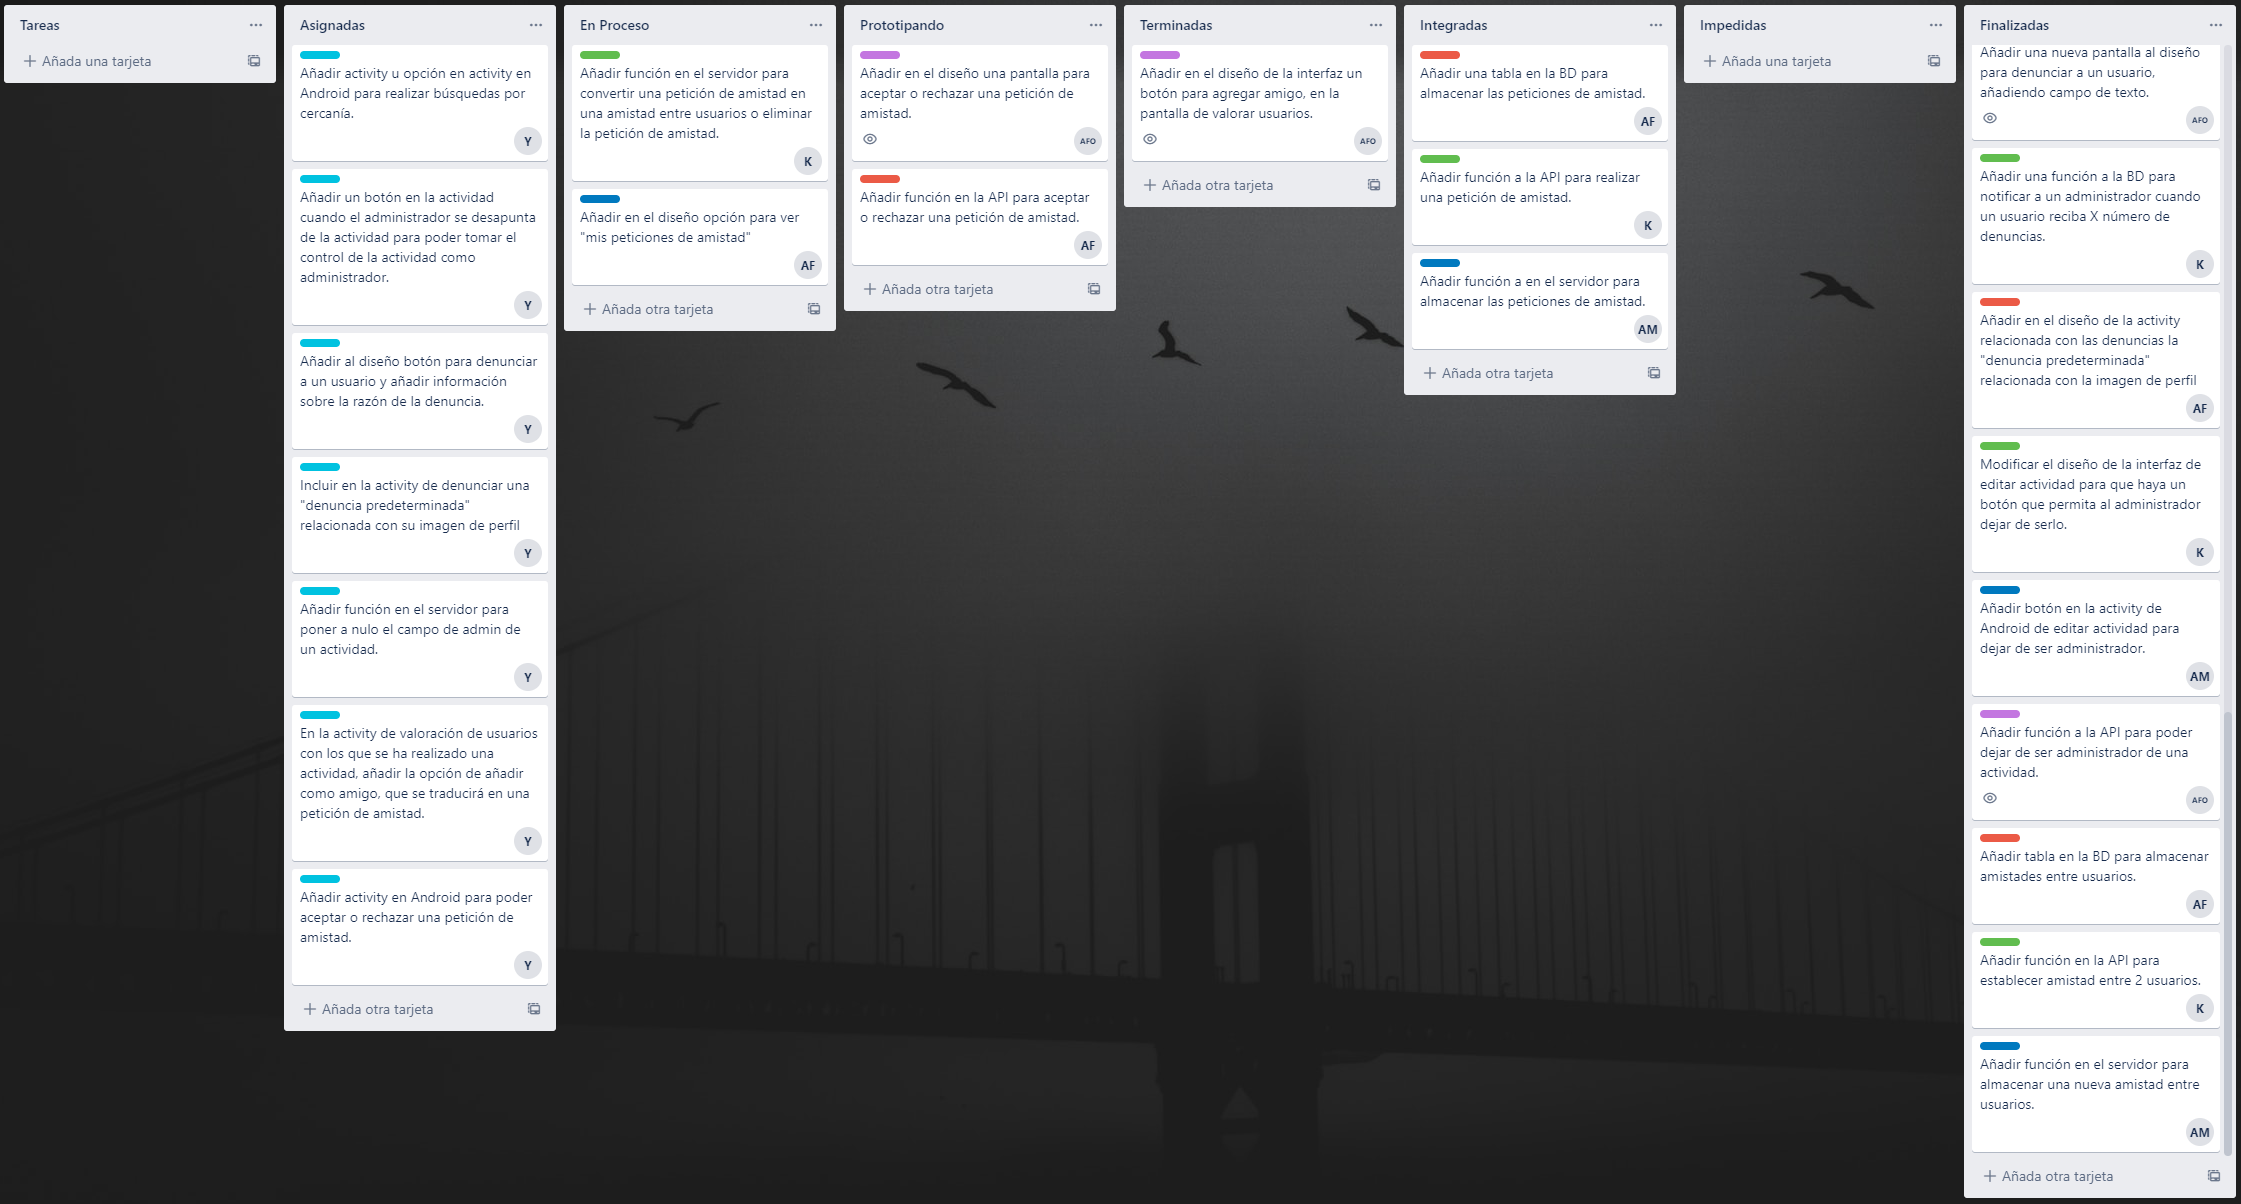 Tareas
Añada una tarjeta
Asignadas
Añadir activity u opción en activity en
Android para realizar búsquedas por
cercanía.
Y
Añadir un botón en la actividad
cuando el administrador se desapunta
de la actividad para poder tomar el
control de la actividad como
administrador.
Y
Añadir al diseño botón para denunciar
a un usuario y añadir información
sobre la razón de la denuncia.
Y
Incluir en la activity de denunciar una
"denuncia predeterminada"
relacionada con su imagen de perfil
Y
Añadir función en el servidor para
poner a nulo el campo de admin de
un actividad.
Y
En la activity de valoración de usuarios
con los que se ha realizado una
actividad, añadir la opción de añadir
como amigo, que se traducirá en una
petición de amistad.
Y
Añadir activity en Android para poder
aceptar o rechazar una petición de
amistad.
Y
Añada otra tarjeta
En Proceso
Añadir función en el servidor para
convertir una petición de amistad en
una amistad entre usuarios o eliminar
la petición de amistad.
K
Añadir en el diseño opción para ver
"mis peticiones de amistad"
AF
Añada otra tarjeta
Prototipando
Añadir en el diseño una pantalla para
aceptar o rechazar una petición de
amistad.
AFO
Añadir función en la API para aceptar
o rechazar una petición de amistad.
AF
Añada otra tarjeta
Terminadas
Añadir en el diseño de la interfaz un
botón para agregar amigo, en la
pantalla de valorar usuarios.
AFO
Añada otra tarjeta
Integradas
Añadir una tabla en la BD para
almacenar las peticiones de amistad.
AF
Añadir función a la API para realizar
una petición de amistad.
K
Añadir función a en el servidor para
almacenar las peticiones de amistad.
AM
Añada otra tarjeta
Impedidas
Añada una tarjeta
Finalizadas
Añadir una nueva pantalla al diseño
para denunciar a un usuario,
añadiendo campo de texto.
AFO
Añadir una función a la BD para
notificar a un administrador cuando
un usuario reciba X número de
denuncias.
K
Añadir en el diseño de la activity
relacionada con las denuncias la
"denuncia predeterminada"
relacionada con la imagen de perfil
AF
Modificar el diseño de la interfaz de
editar actividad para que haya un
botón que permita al administrador
dejar de serlo.
K
Añadir botón en la activity de
Android de editar actividad para
dejar de ser administrador.
AM
Añadir función a la API para poder
dejar de ser administrador de una
actividad.
AFO
Añadir tabla en la BD para almacenar
amistades entre usuarios.
AF
Añadir función en la API para
establecer amistad entre 2 usuarios.
K
Añadir función en el servidor para
almacenar una nueva amistad entre
usuarios.
AM
Añada otra tarjeta